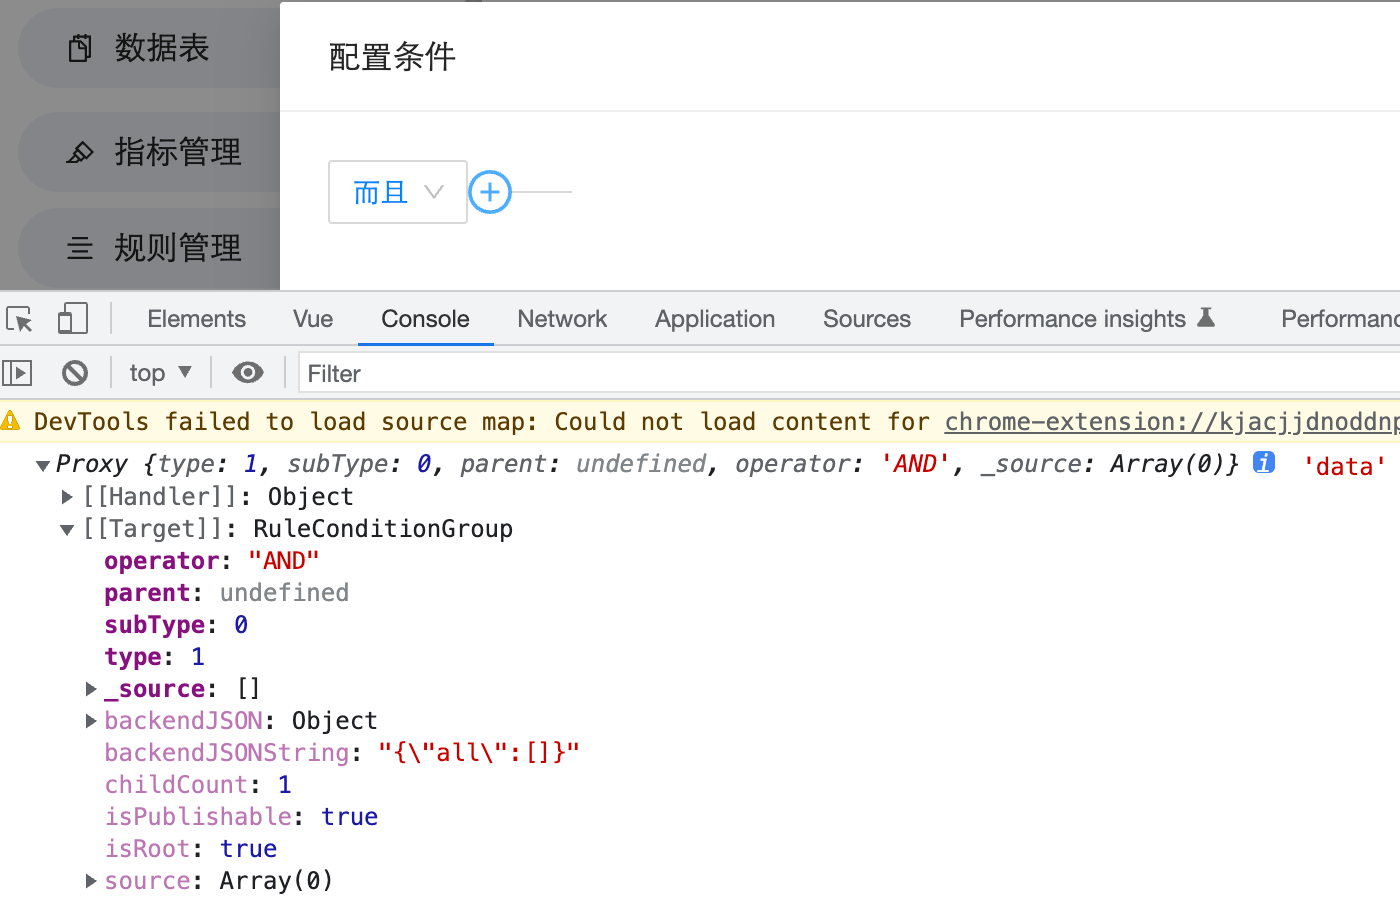 数据表
配置条件
指标管理
而且
规则管理
Elements Vue Console Network Application Sources Performance insights
top Filter
DevTools failed to load source map: Could not load content for chrome-extension://kjacjjdnoddnp
Proxy {type: 1, subType: 0, parent: undefined, operator: 'AND', _source: Array(0)} i 'data'
[[Handler]]: Object
[[Target]]: RuleConditionGroup
operator: "AND"
parent: undefined
subType: 0
type: 1
_source: []
backendJSON: Object
backendJSONString: "{\"all\":[]}"
childCount: 1
isPublishable: true
isRoot: true
source: Array(0)